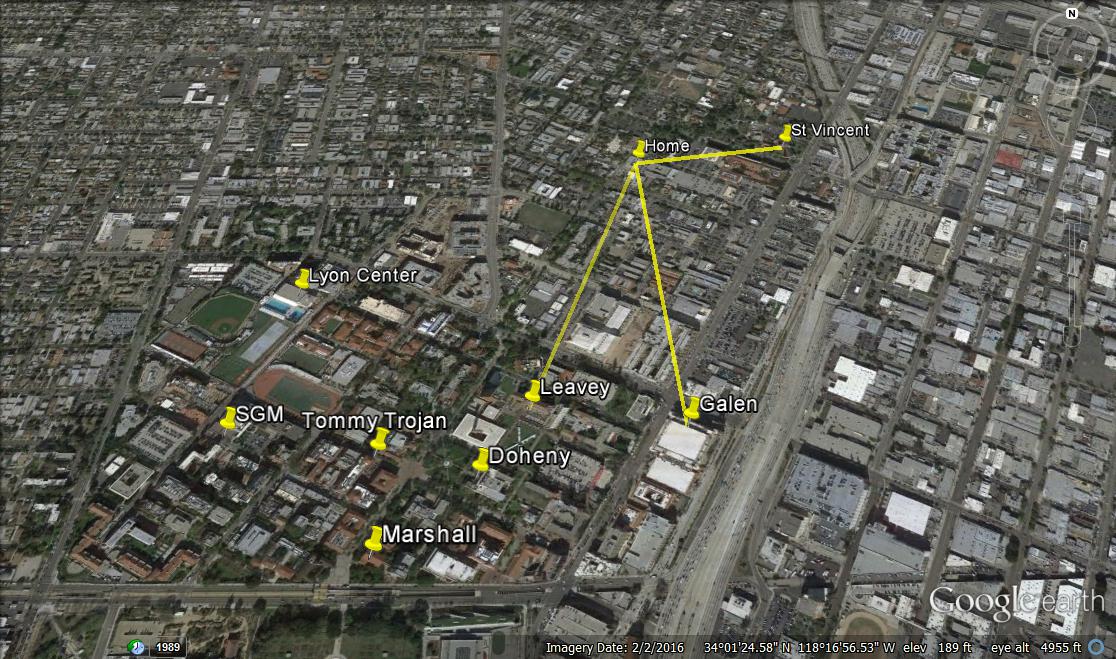 N
St Vincent
Home
Lyon Center
Leavey
Galen
SGM
Tommy Trojan
Doheny
Marshall
Google earth
1989
Imagery Date: 2/2/2016 34°01'24.58" N 118°16'56.53" W elev 189 ft eye alt 4955 ft